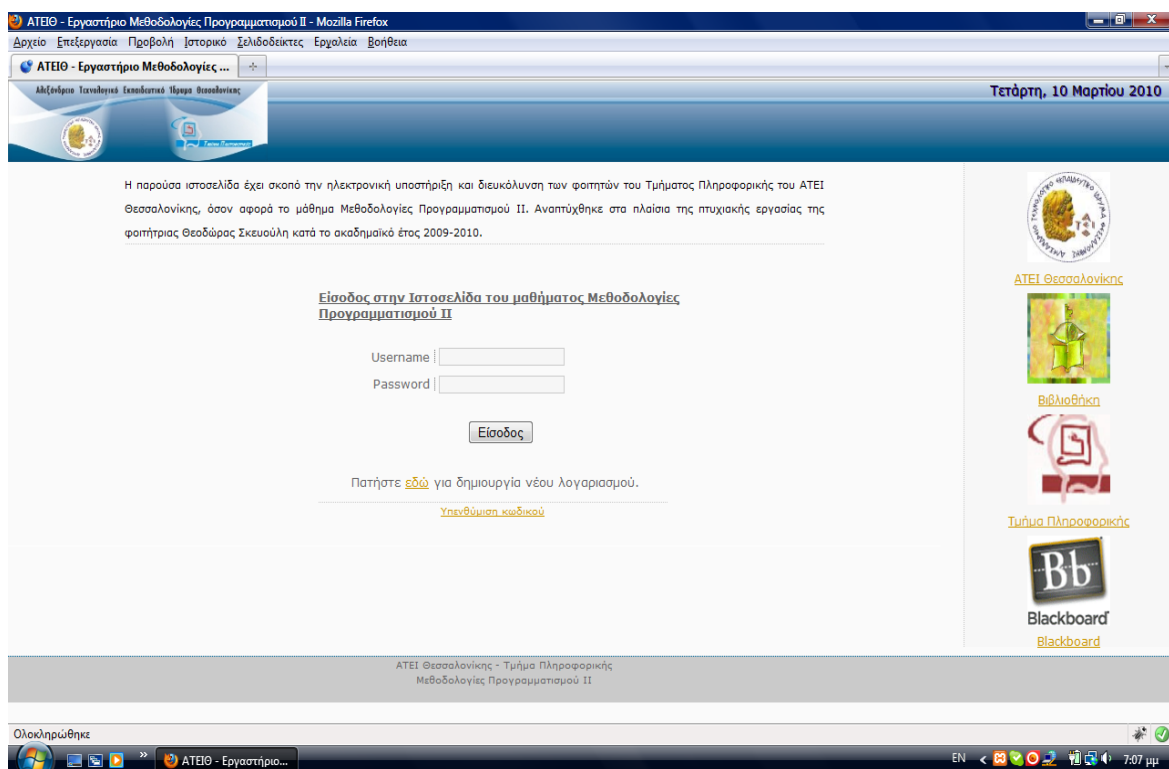 ΑΤΕΙΘ - Εργαστήριο Μεθοδολογίες Προγραμματισμού ΙΙ - Mozilla Firefox
Αρχείο Επεξεργασία Προβολή Ιστορικό Σελιδοδείκτες Εργαλεία Βοήθεια
ΑΤΕΙΘ - Εργαστήριο Μεθοδολογίες ...
Αλεξάνδρειο Τεχνολογικό Εκπαιδευτικό Ίδρυμα Θεσσαλονίκης
Τετάρτη, 10 Μαρτίου 2010
Η παρούσα ιστοσελίδα έχει σκοπό την ηλεκτρονική υποστήριξη και διευκόλυνση των φοιτητών του Τμήματος Πληροφορικής του ΑΤΕΙ
Θεσσαλονίκης, όσον αφορά το μάθημα Μεθοδολογίες Προγραμματισμού ΙΙ. Αναπτύχθηκε στα πλαίσια της πτυχιακής εργασίας της
φοιτήτριας Θεοδώρας Σκευούλη κατά το ακαδημαϊκό έτος 2009-2010.
Είσοδος στην Ιστοσελίδα του μαθήματος Μεθοδολογίες
Προγραμματισμού ΙΙ
Username
Password
Είσοδος
Πατήστε εδώ για δημιουργία νέου λογαριασμού.
Υπενθύμιση κωδικού
ΑΤΕΙ Θεσσαλονίκης
Βιβλιοθήκη
Τμήμα Πληροφορικής
Bb
Blackboard
Blackboard
ΑΤΕΙ Θεσσαλονίκης - Τμήμα Πληροφορικής
Μεθοδολογίες Προγραμματισμού ΙΙ
Ολοκληρώθηκε
ΑΤΕΙΘ - Εργαστήριο...
EN
7:07 μμ